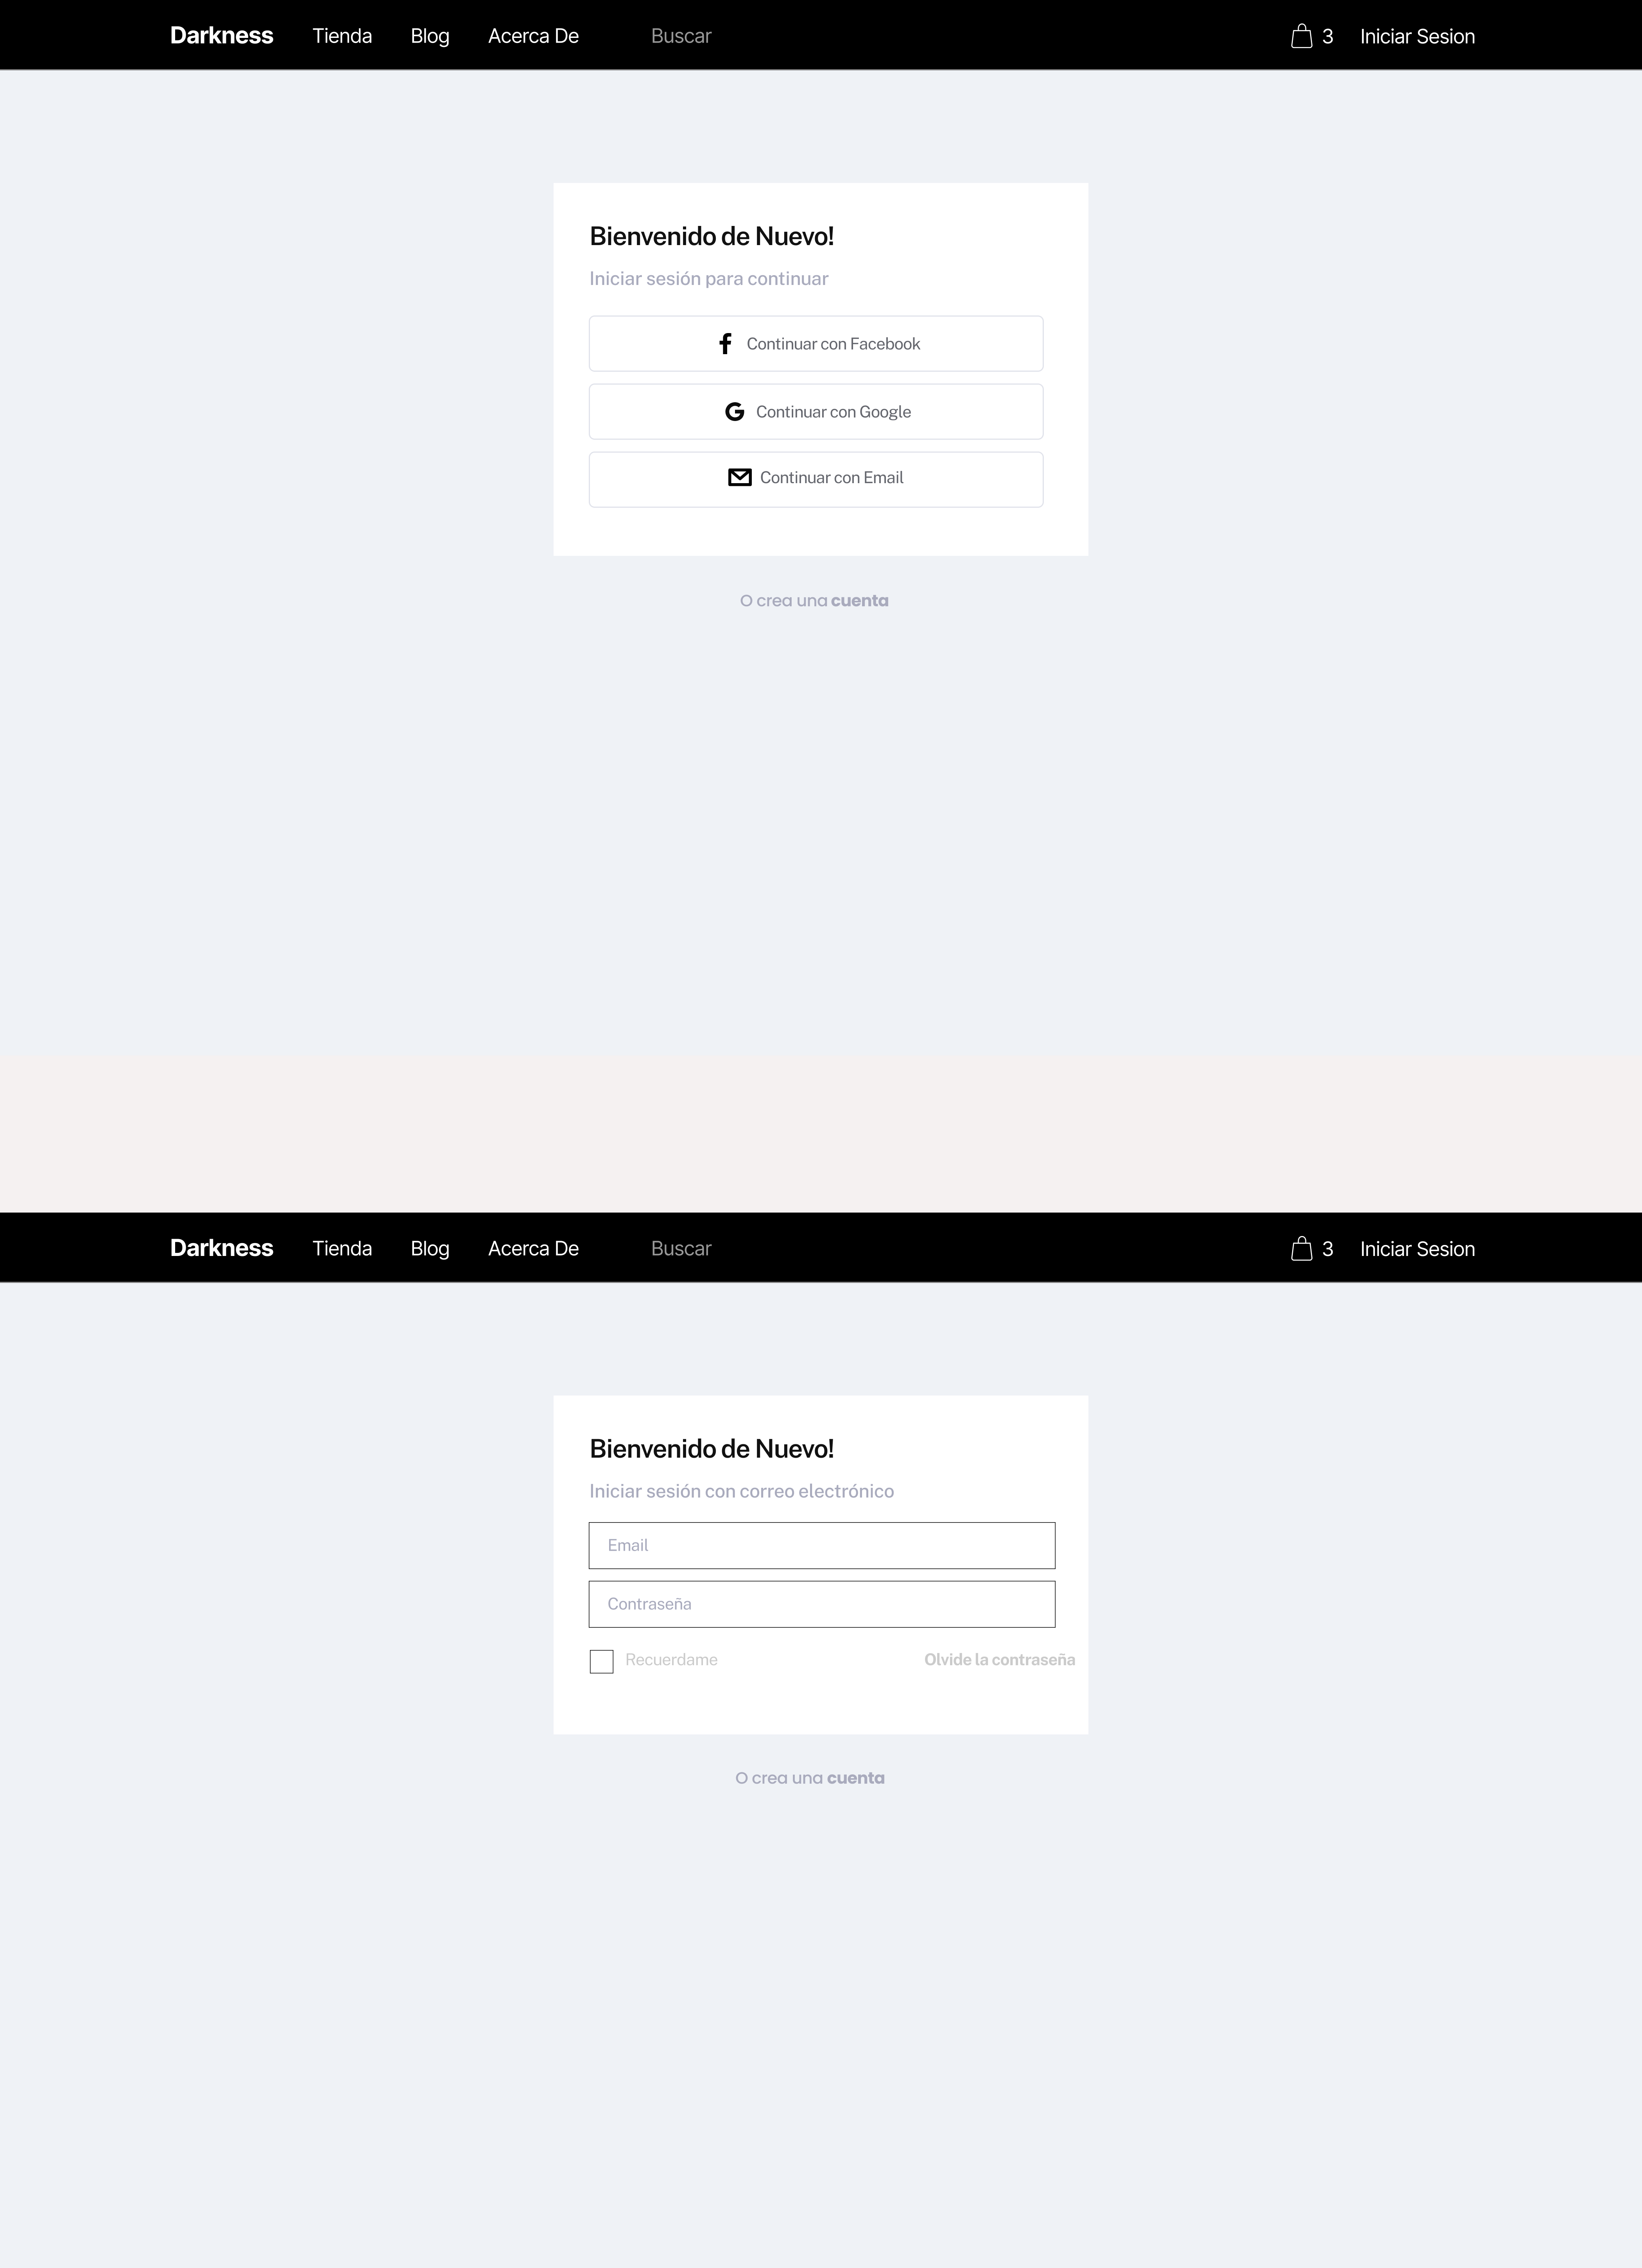 Darkness Tienda Blog Acerca De Buscar 3 Iniciar Sesion
Bienvenido de Nuevo!
Iniciar sesión para continuar
Continuar con Facebook
Continuar con Google
Continuar con Email
O crea una cuenta
Darkness Tienda Blog Acerca De Buscar 3 Iniciar Sesion
Bienvenido de Nuevo!
Iniciar sesión con correo electrónico
Email
Contraseña
Recuerdame Olvide la contraseña
O crea una cuenta